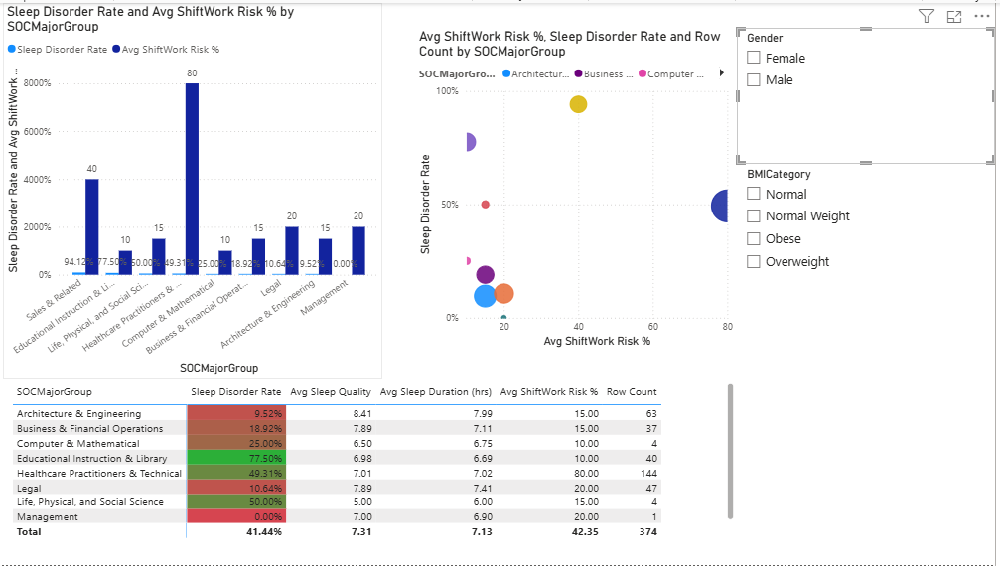 Sleep Disorder Rate and Avg ShiftWork Risk % by
SOCMajorGroup
Sleep Disorder Rate Avg ShiftWork Risk %
Sleep Disorder Rate and Avg ShiftWork
8000%
6000%
4000%
2000%
0%
40
10
15
80
10
15
20
15
20
94.12%
77.50%
50.00%
49.31%
25.00%
18.92%
10.64%
9.52%
0.00%
Sales & Related
Educational Instruction & Li...
Life, Physical, and Social Sci...
Healthcare Practitioners & ...
Computer & Mathematical
Business & Financial Operat...
Legal
Architecture & Engineering
Management
SOCMajorGroup
Avg ShiftWork Risk %, Sleep Disorder Rate and Row
Count by SOCMajorGroup
SOCMajorGro... Architectur... Business ... Computer ...
Sleep Disorder Rate
100%
50%
0%
20 40 60 80
Avg ShiftWork Risk %
Gender
Female
Male
BMICategory
Normal
Normal Weight
Obese
Overweight
SOCMajorGroup Sleep Disorder Rate Avg Sleep Quality Avg Sleep Duration (hrs) Avg ShiftWork Risk % Row Count
Architecture & Engineering 9.52% 8.41 7.99 15.00 63
Business & Financial Operations 18.92% 7.89 7.11 15.00 37
Computer & Mathematical 25.00% 6.50 6.75 10.00 4
Educational Instruction & Library 77.50% 6.98 6.69 10.00 40
Healthcare Practitioners & Technical 49.31% 7.01 7.02 80.00 144
Legal 10.64% 7.89 7.41 20.00 47
Life, Physical, and Social Science 50.00% 5.00 6.00 15.00 4
Management 0.00% 7.00 6.90 20.00 1
Total 41.44% 7.31 7.13 42.35 374